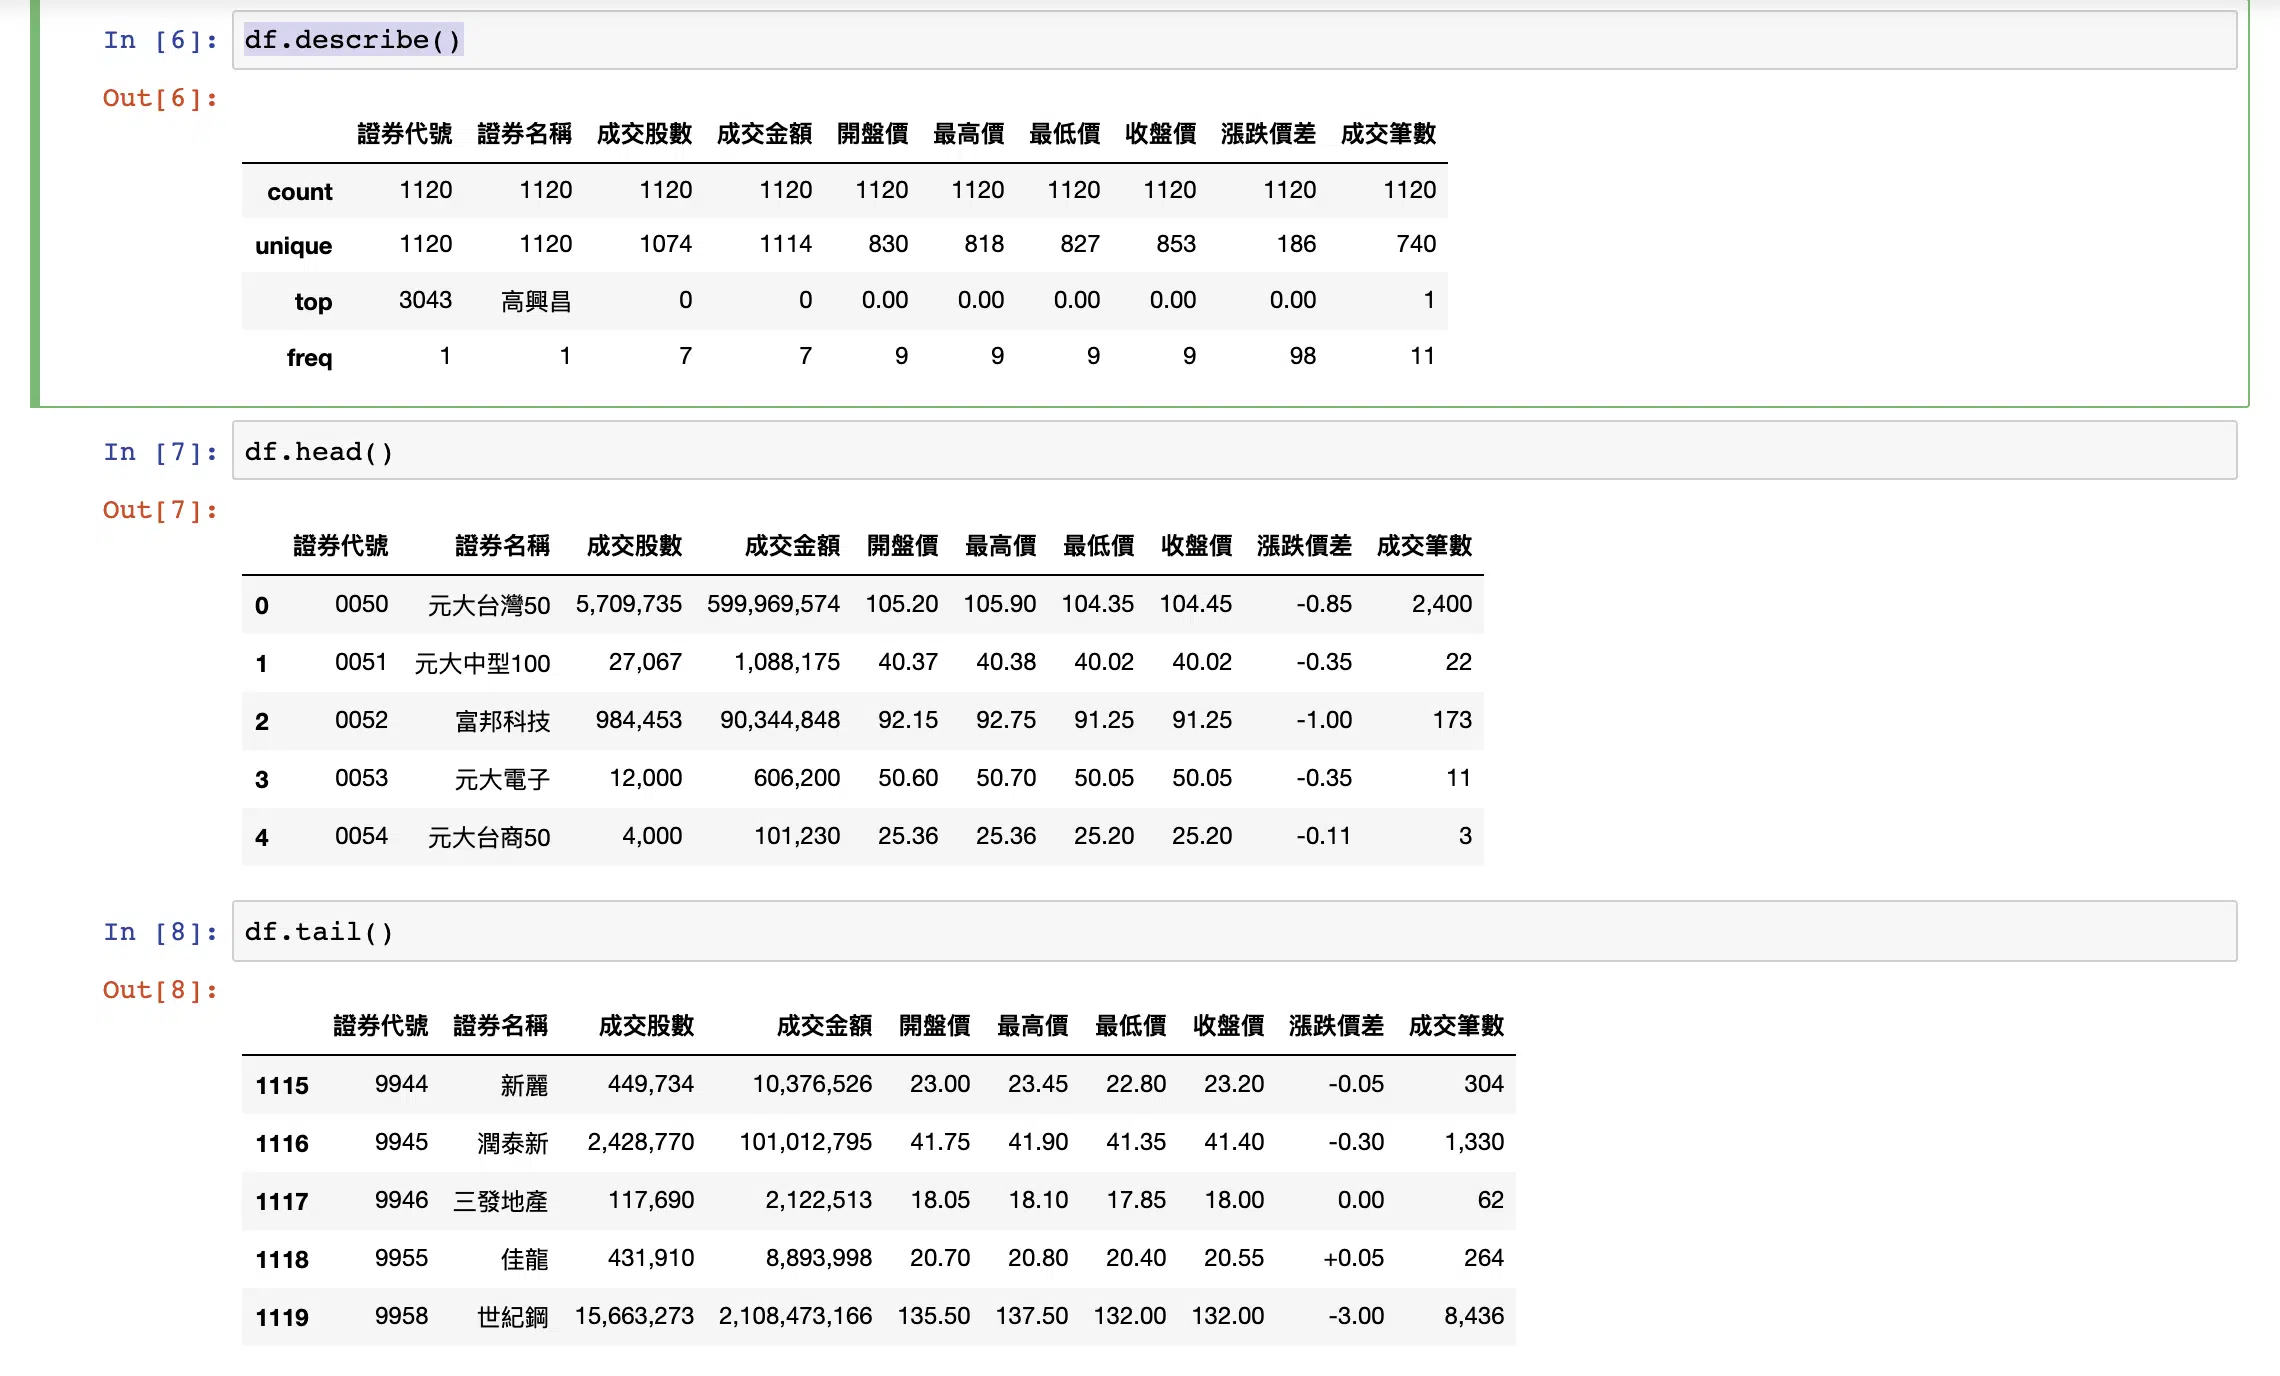 In [6]: df.describe()
Out[6]:
證券代號 證券名稱 成交股數 成交金額 開盤價 最高價 最低價 收盤價 漲跌價差 成交筆數
count 1120 1120 1120 1120 1120 1120 1120 1120 1120 1120
unique 1120 1120 1074 1114 830 818 827 853 186 740
top 3043 高興昌 0 0 0.00 0.00 0.00 0.00 0.00 1
freq 1 1 7 7 9 9 9 9 98 11
In [7]: df.head()
Out[7]:
證券代號 證券名稱 成交股數 成交金額 開盤價 最高價 最低價 收盤價 漲跌價差 成交筆數
0 0050 元大台灣50 5,709,735 599,969,574 105.20 105.90 104.35 104.45 -0.85 2,400
1 0051 元大中型100 27,067 1,088,175 40.37 40.38 40.02 40.02 -0.35 22
2 0052 富邦科技 984,453 90,344,848 92.15 92.75 91.25 91.25 -1.00 173
3 0053 元大電子 12,000 606,200 50.60 50.70 50.05 50.05 -0.35 11
4 0054 元大台商50 4,000 101,230 25.36 25.36 25.20 25.20 -0.11 3
In [8]: df.tail()
Out[8]:
證券代號 證券名稱 成交股數 成交金額 開盤價 最高價 最低價 收盤價 漲跌價差 成交筆數
1115 9944 新麗 449,734 10,376,526 23.00 23.45 22.80 23.20 -0.05 304
1116 9945 潤泰新 2,428,770 101,012,795 41.75 41.90 41.35 41.40 -0.30 1,330
1117 9946 三發地產 117,690 2,122,513 18.05 18.10 17.85 18.00 0.00 62
1118 9955 佳龍 431,910 8,893,998 20.70 20.80 20.40 20.55 +0.05 264
1119 9958 世紀鋼 15,663,273 2,108,473,166 135.50 137.50 132.00 132.00 -3.00 8,436